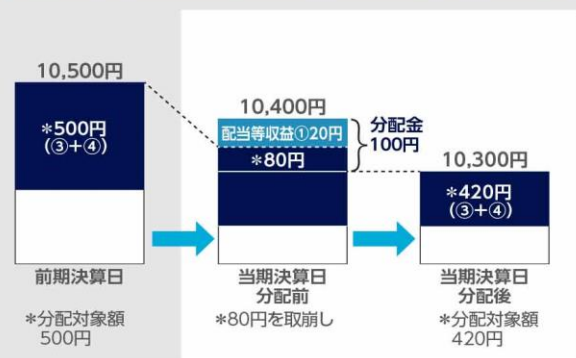 10,500円
*500円
(③+④)
前期決算日
*分配対象額
500円
10,400円
配当等収益①20円
*80円
分配金
100円
当期決算日
分配前
*80円を取崩し
10,300円
*420円
(③+④)
当期決算日
分配後
*分配対象額
420円